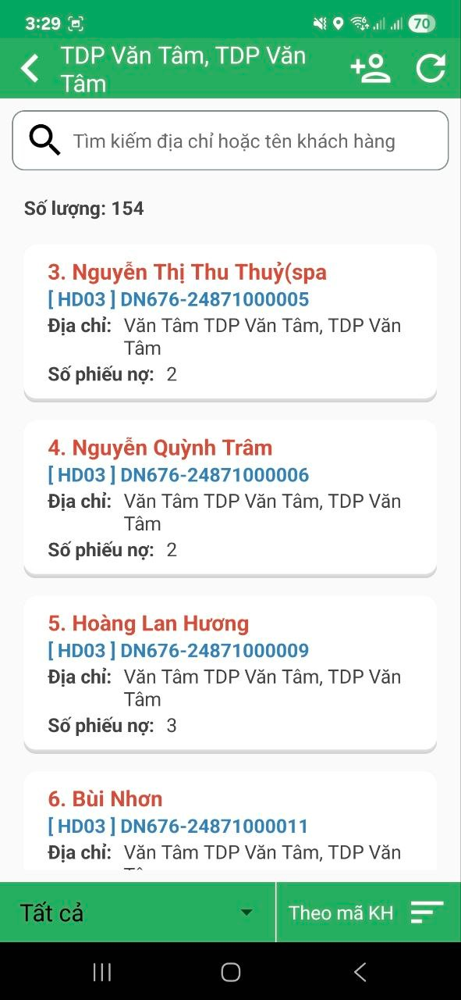 3:29
70
TDP Văn Tâm, TDP Văn
Tâm
Tìm kiếm địa chỉ hoặc tên khách hàng
Số lượng: 154
3. Nguyễn Thị Thu Thuỷ(spa
[ HD03 ] DN676-24871000005
Địa chỉ: Văn Tâm TDP Văn Tâm, TDP Văn
Tâm
Số phiếu nợ: 2
4. Nguyễn Quỳnh Trâm
[ HD03 ] DN676-24871000006
Địa chỉ: Văn Tâm TDP Văn Tâm, TDP Văn
Tâm
Số phiếu nợ: 2
5. Hoàng Lan Hương
[ HD03 ] DN676-24871000009
Địa chỉ: Văn Tâm TDP Văn Tâm, TDP Văn
Tâm
Số phiếu nợ: 3
6. Bùi Nhơn
[ HD03 ] DN676-24871000011
Địa chỉ: Văn Tâm TDP Văn Tâm, TDP Văn
Tất cả
Theo mã KH